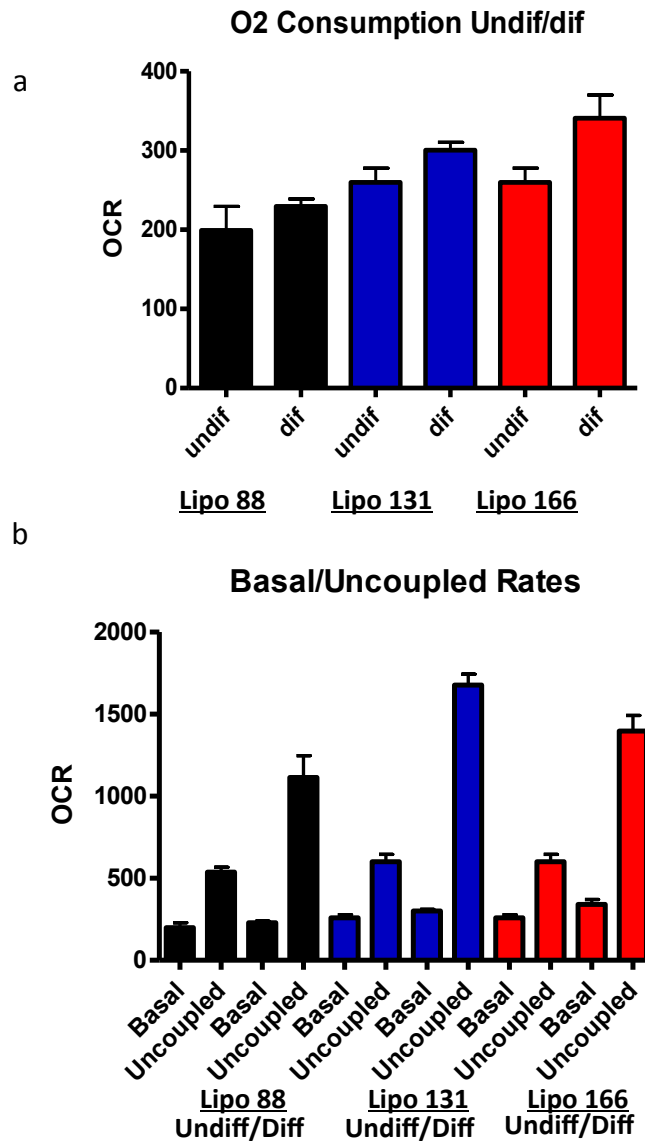 O2 Consumption Undif/dif
a
400
300
200
100
0
OCR
undif dif undif dif undif dif
Lipo 88 Lipo 131 Lipo 166
b
Basal/Uncoupled Rates
2000
1500
1000
500
0
OCR
Basal Uncoupled Basal Uncoupled Basal Uncoupled Basal Uncoupled Basal Uncoupled Basal Uncoupled
Lipo 88 Lipo 131 Lipo 166
Undiff/Diff Undiff/Diff Undiff/Diff